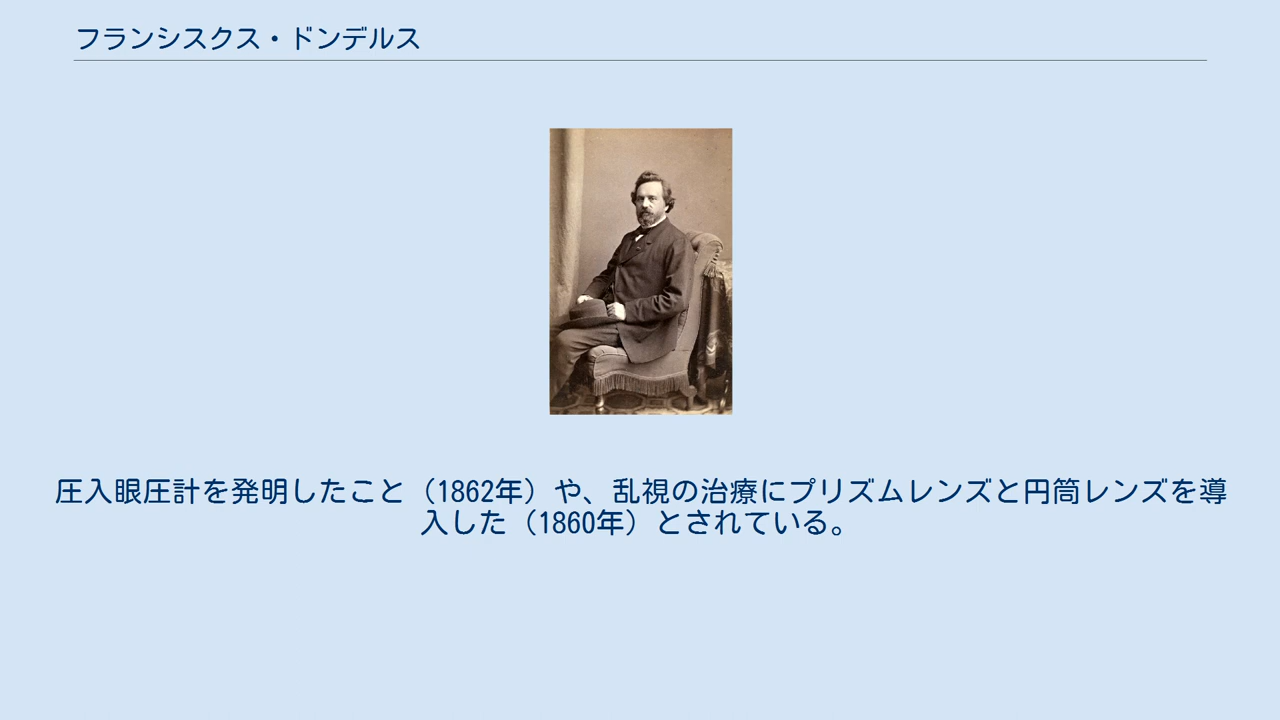 フランシスクス・ドンデルス
圧入眼圧計を発明したこと（1862年）や、乱視の治療にプリズムレンズと円筒レンズを導
入した（1860年）とされている。